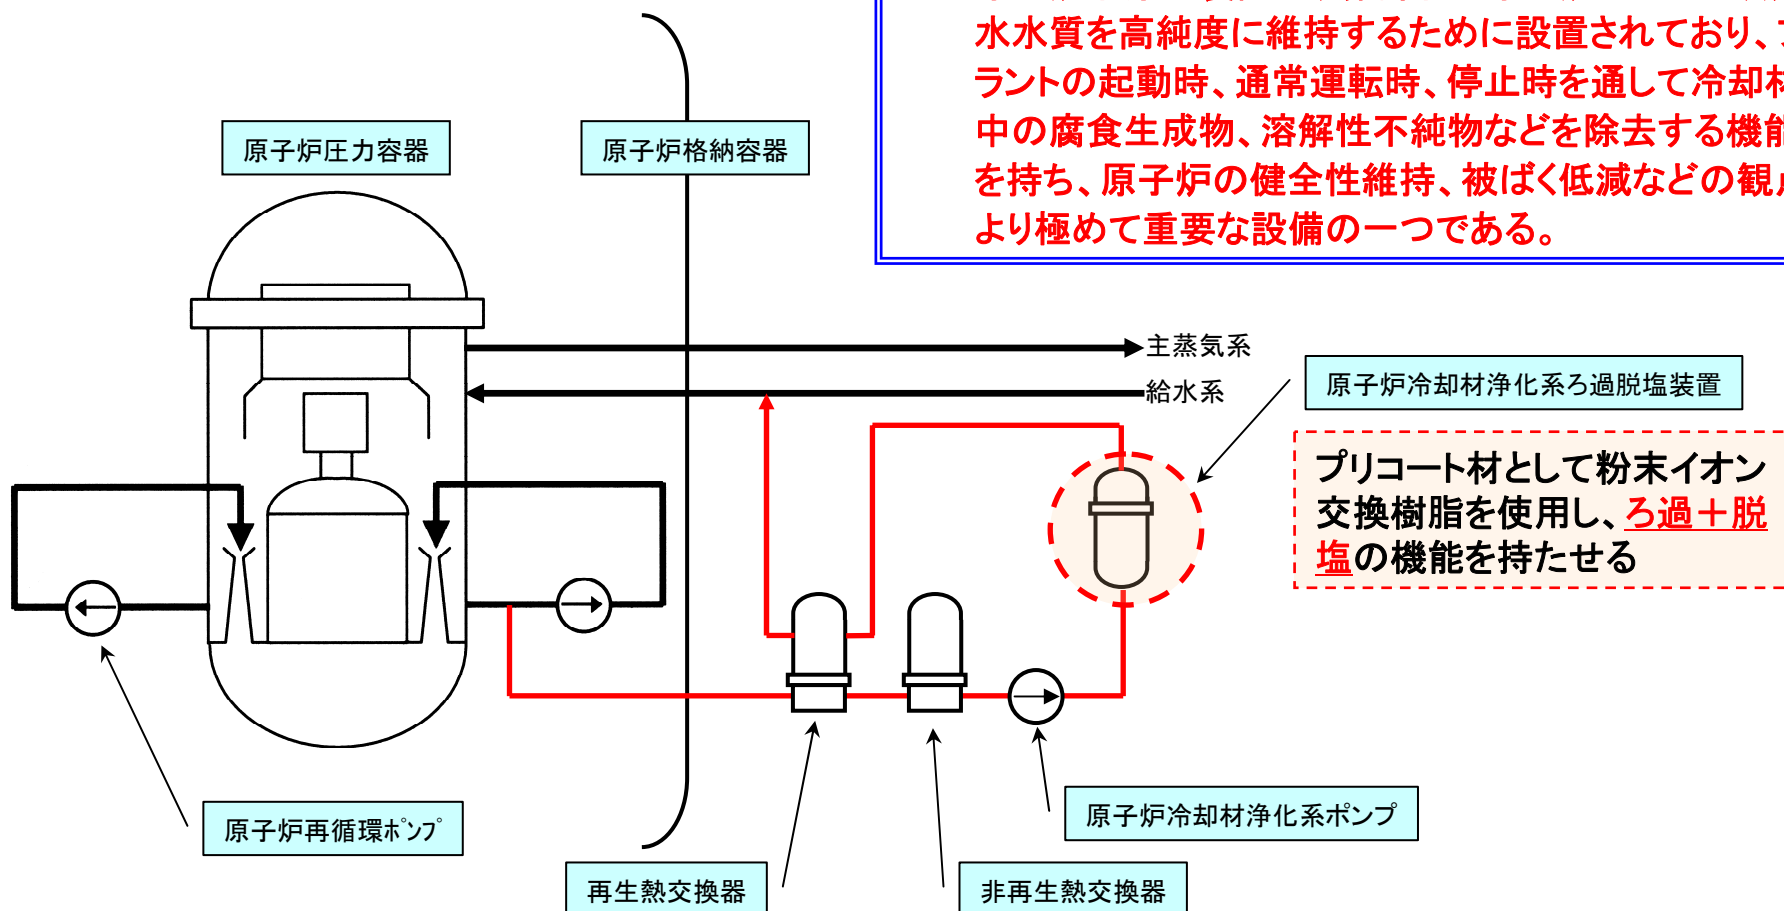 水水質を高純度に維持するために設置されており、
ラントの起動時、通常運転時、停止時を通して冷却材
中の腐食生成物、溶解性不純物などを除去する機能
を持ち、原子炉の健全性維持、被ばく低減などの観点
より極めて重要な設備の一つである。
原子炉圧力容器
原子炉格納容器
主蒸気系
給水系
原子炉冷却材浄化系ろ過脱塩装置
プリコート材として粉末イオン
交換樹脂を使用し、ろ過＋脱
塩の機能を持たせる
原子炉再循環ﾎﾟﾝﾌﾟ
原子炉冷却材浄化系ポンプ
再生熱交換器
非再生熱交換器